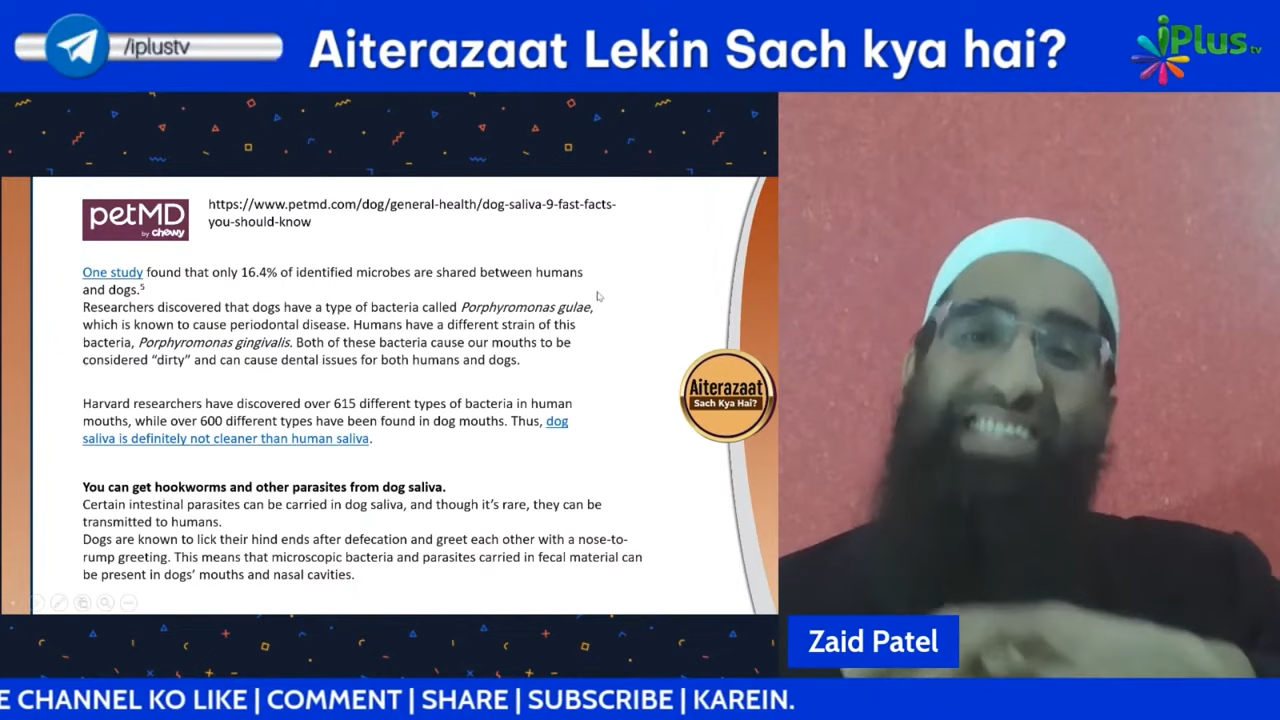 /iplustv
Aiterazaat Lekin Sach kya hai?
iPlus tv
petMD
by chewy
https://www.petmd.com/dog/general-health/dog-saliva-9-fast-facts-
you-should-know
One study found that only 16.4% of identified microbes are shared between humans
and dogs.⁵
Researchers discovered that dogs have a type of bacteria called Porphyromonas gulae,
which is known to cause periodontal disease. Humans have a different strain of this
bacteria, Porphyromonas gingivalis. Both of these bacteria cause our mouths to be
considered “dirty” and can cause dental issues for both humans and dogs.
Harvard researchers have discovered over 615 different types of bacteria in human
mouths, while over 600 different types have been found in dog mouths. Thus, dog
saliva is definitely not cleaner than human saliva.
You can get hookworms and other parasites from dog saliva.
Certain intestinal parasites can be carried in dog saliva, and though it’s rare, they can be
transmitted to humans.
Dogs are known to lick their hind ends after defecation and greet each other with a nose-to-
rump greeting. This means that microscopic bacteria and parasites carried in fecal material can
be present in dogs’ mouths and nasal cavities.
Aiterazaat
Sach Kya Hai?
Zaid Patel
E CHANNEL KO LIKE | COMMENT | SHARE | SUBSCRIBE | KAREIN.